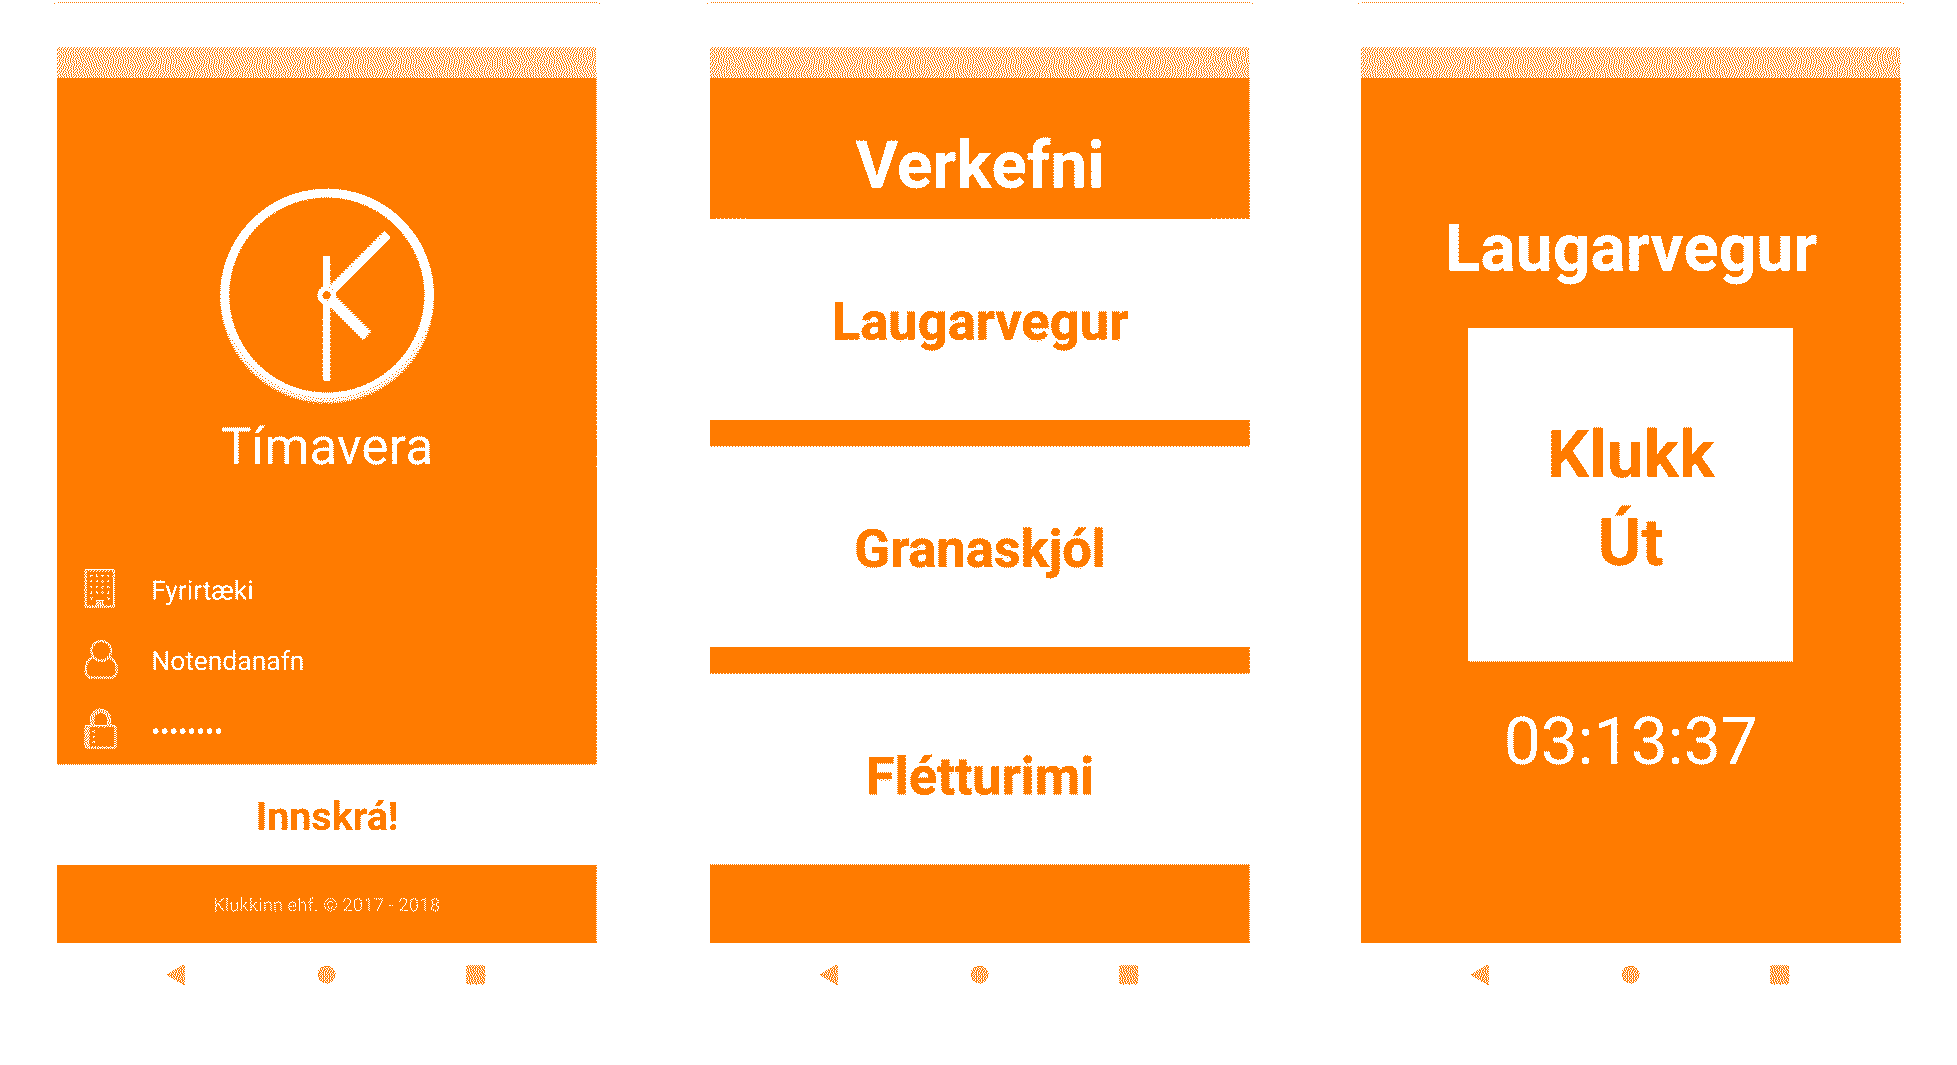 Tímavera
Fyrirtæki
Notendanafn
••••••••
Innskrá!
Klukkinn ehf. © 2017 - 2018
Verkefni
Laugarvegur
Granaskjól
Flétturimi
Laugarvegur
Klukk
Út
03:13:37